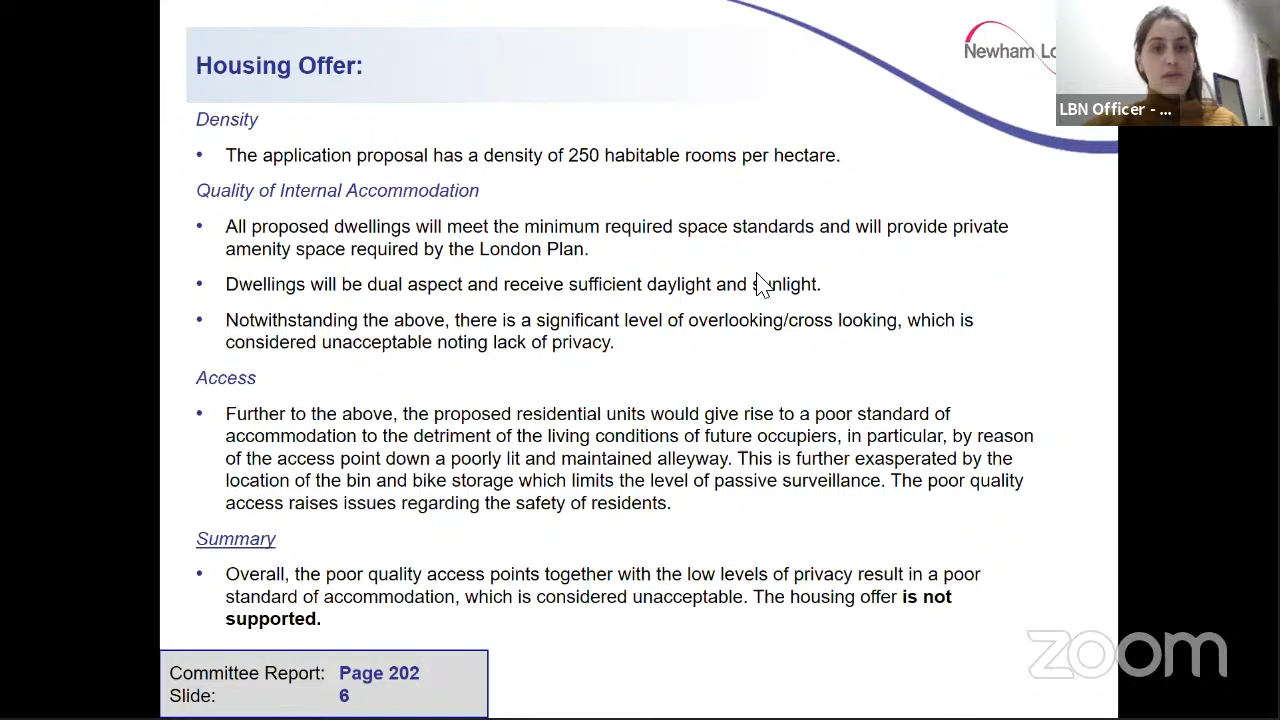 Housing Offer:
Newham Lo
LBN Officer - ...
Density
• The application proposal has a density of 250 habitable rooms per hectare.
Quality of Internal Accommodation
• All proposed dwellings will meet the minimum required space standards and will provide private
amenity space required by the London Plan.
• Dwellings will be dual aspect and receive sufficient daylight and sunlight.
• Notwithstanding the above, there is a significant level of overlooking/cross looking, which is
considered unacceptable noting lack of privacy.
Access
• Further to the above, the proposed residential units would give rise to a poor standard of
accommodation to the detriment of the living conditions of future occupiers, in particular, by reason
of the access point down a poorly lit and maintained alleyway. This is further exasperated by the
location of the bin and bike storage which limits the level of passive surveillance. The poor quality
access raises issues regarding the safety of residents.
Summary
• Overall, the poor quality access points together with the low levels of privacy result in a poor
standard of accommodation, which is considered unacceptable. The housing offer is not
supported.
zoom
Committee Report: Page 202
Slide: 6